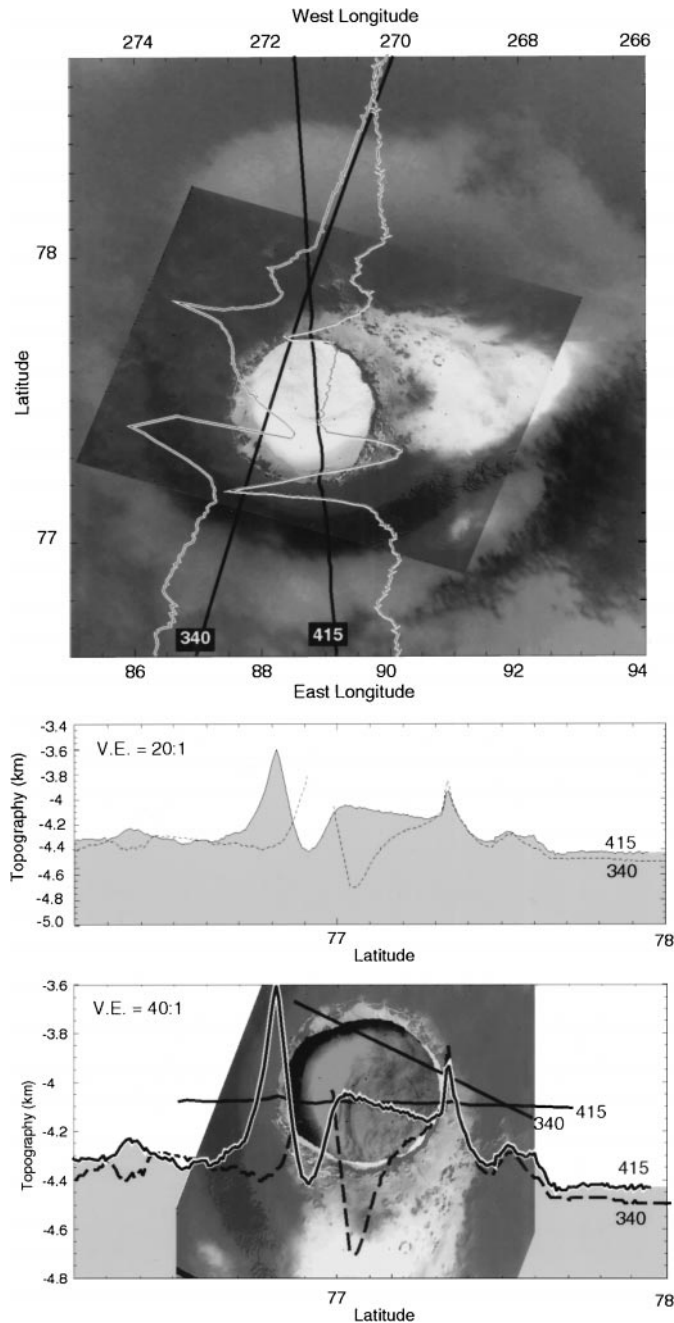 West Longitude
274 272 270 268 266
78
Latitude
77
340
415
86 88 90 92 94
East Longitude
-3.4
V.E. = 20:1
-3.6
-3.8
Topography (km)
-4
-4.2
-4.4
415
340
-4.6
-4.8
-5.0
77 78
Latitude
-3.6
V.E. = 40:1
-3.8
Topography (km)
-4
415
340
-4.2
415
-4.4
340
-4.6
-4.8
77 78
Latitude